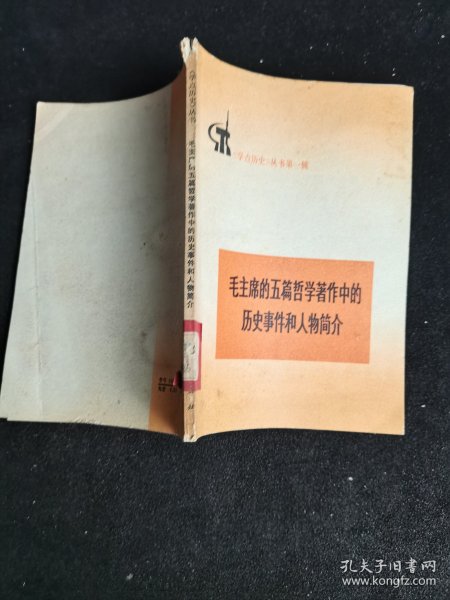 《学点历史》丛书第一辑
毛主席的五篇哲学著作中的
历史事件和人物简介
《学点历史》丛书
毛主席的五篇哲学著作中的历史事件和人物简介
孔夫子旧书网
www.kongfz.com